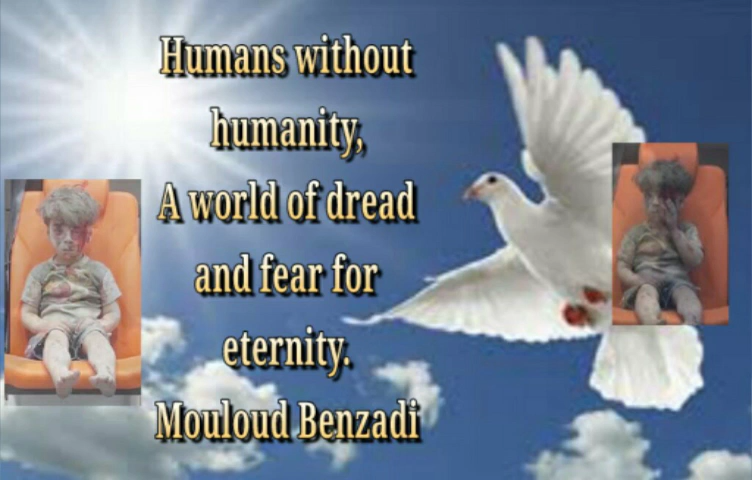 Humans without
humanity,
A world of dread
and fear for
eternity.
Mouloud Benzadi